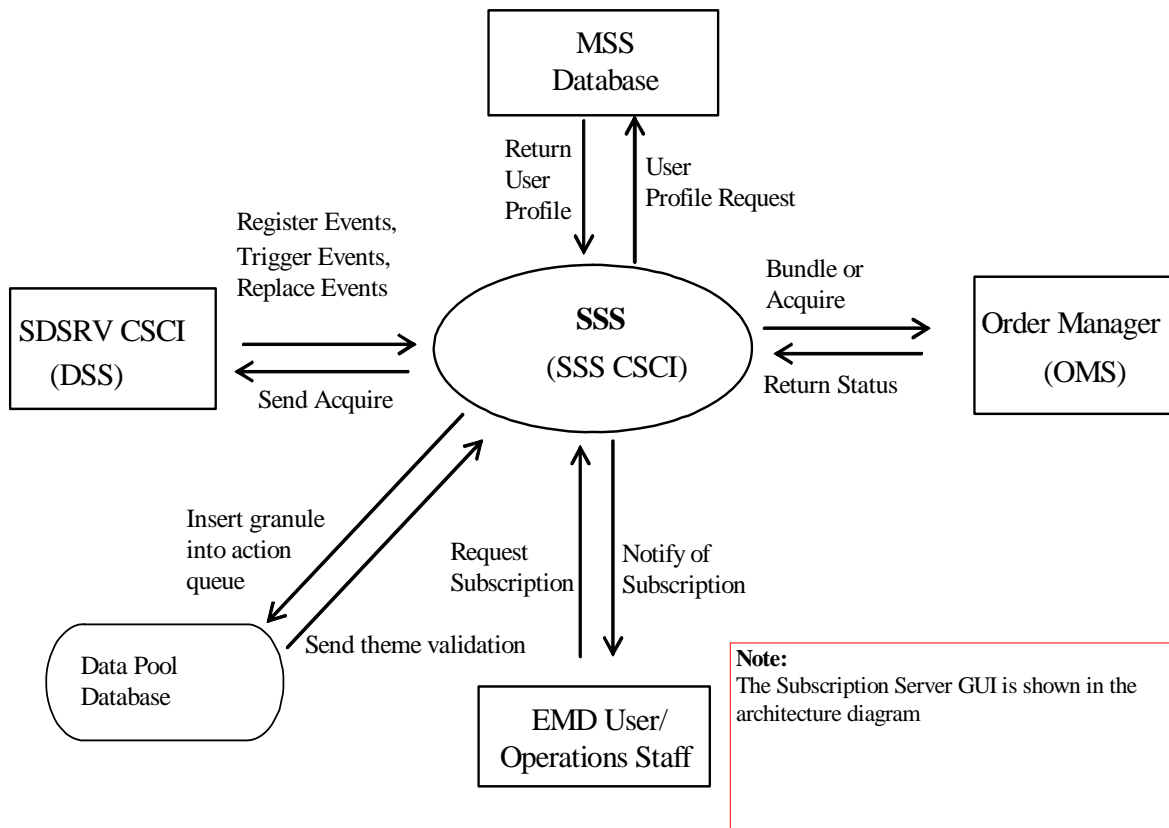 MSS
Database
Return
User
Profile
User
Profile Request
Register Events,
Trigger Events,
Replace Events
Bundle or
Acquire
SDSRV CSCI
(DSS)
SSS
(SSS CSCI)
Order Manager
(OMS)
Send Acquire
Return Status
Insert granule
into action
queue
Request
Subscription
Notify of
Subscription
Send theme validation
Data Pool
Database
EMD User/
Operations Staff
Note:
The Subscription Server GUI is shown in the
architecture diagram